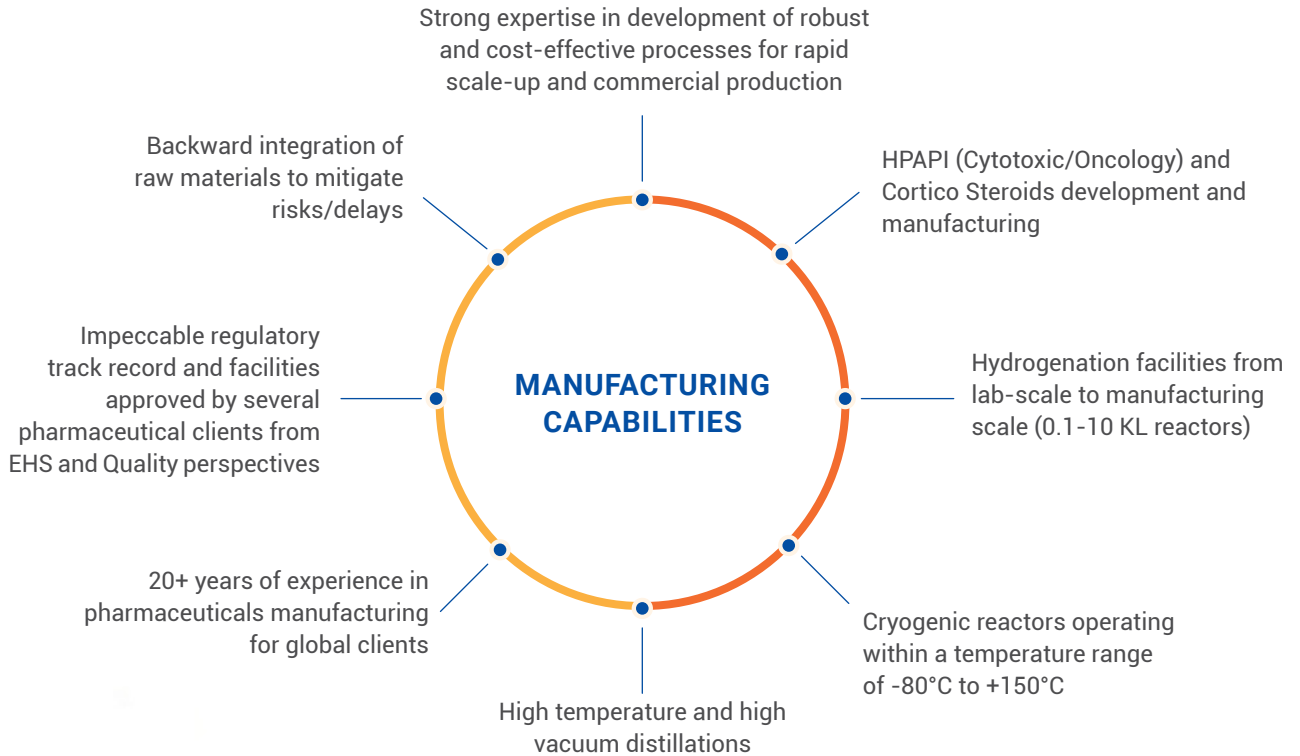 Strong expertise in development of robust
and cost-effective processes for rapid
scale-up and commercial production
HPAPI (Cytotoxic/Oncology) and
Cortico Steroids development and
manufacturing
Hydrogenation facilities from
lab-scale to manufacturing
scale (0.1-10 KL reactors)
Cryogenic reactors operating
within a temperature range
of -80°C to +150°C
High temperature and high
vacuum distillations
20+ years of experience in
pharmaceuticals manufacturing
for global clients
Impeccable regulatory
track record and facilities
approved by several
pharmaceutical clients from
EHS and Quality perspectives
Backward integration of
raw materials to mitigate
risks/delays
MANUFACTURING
CAPABILITIES